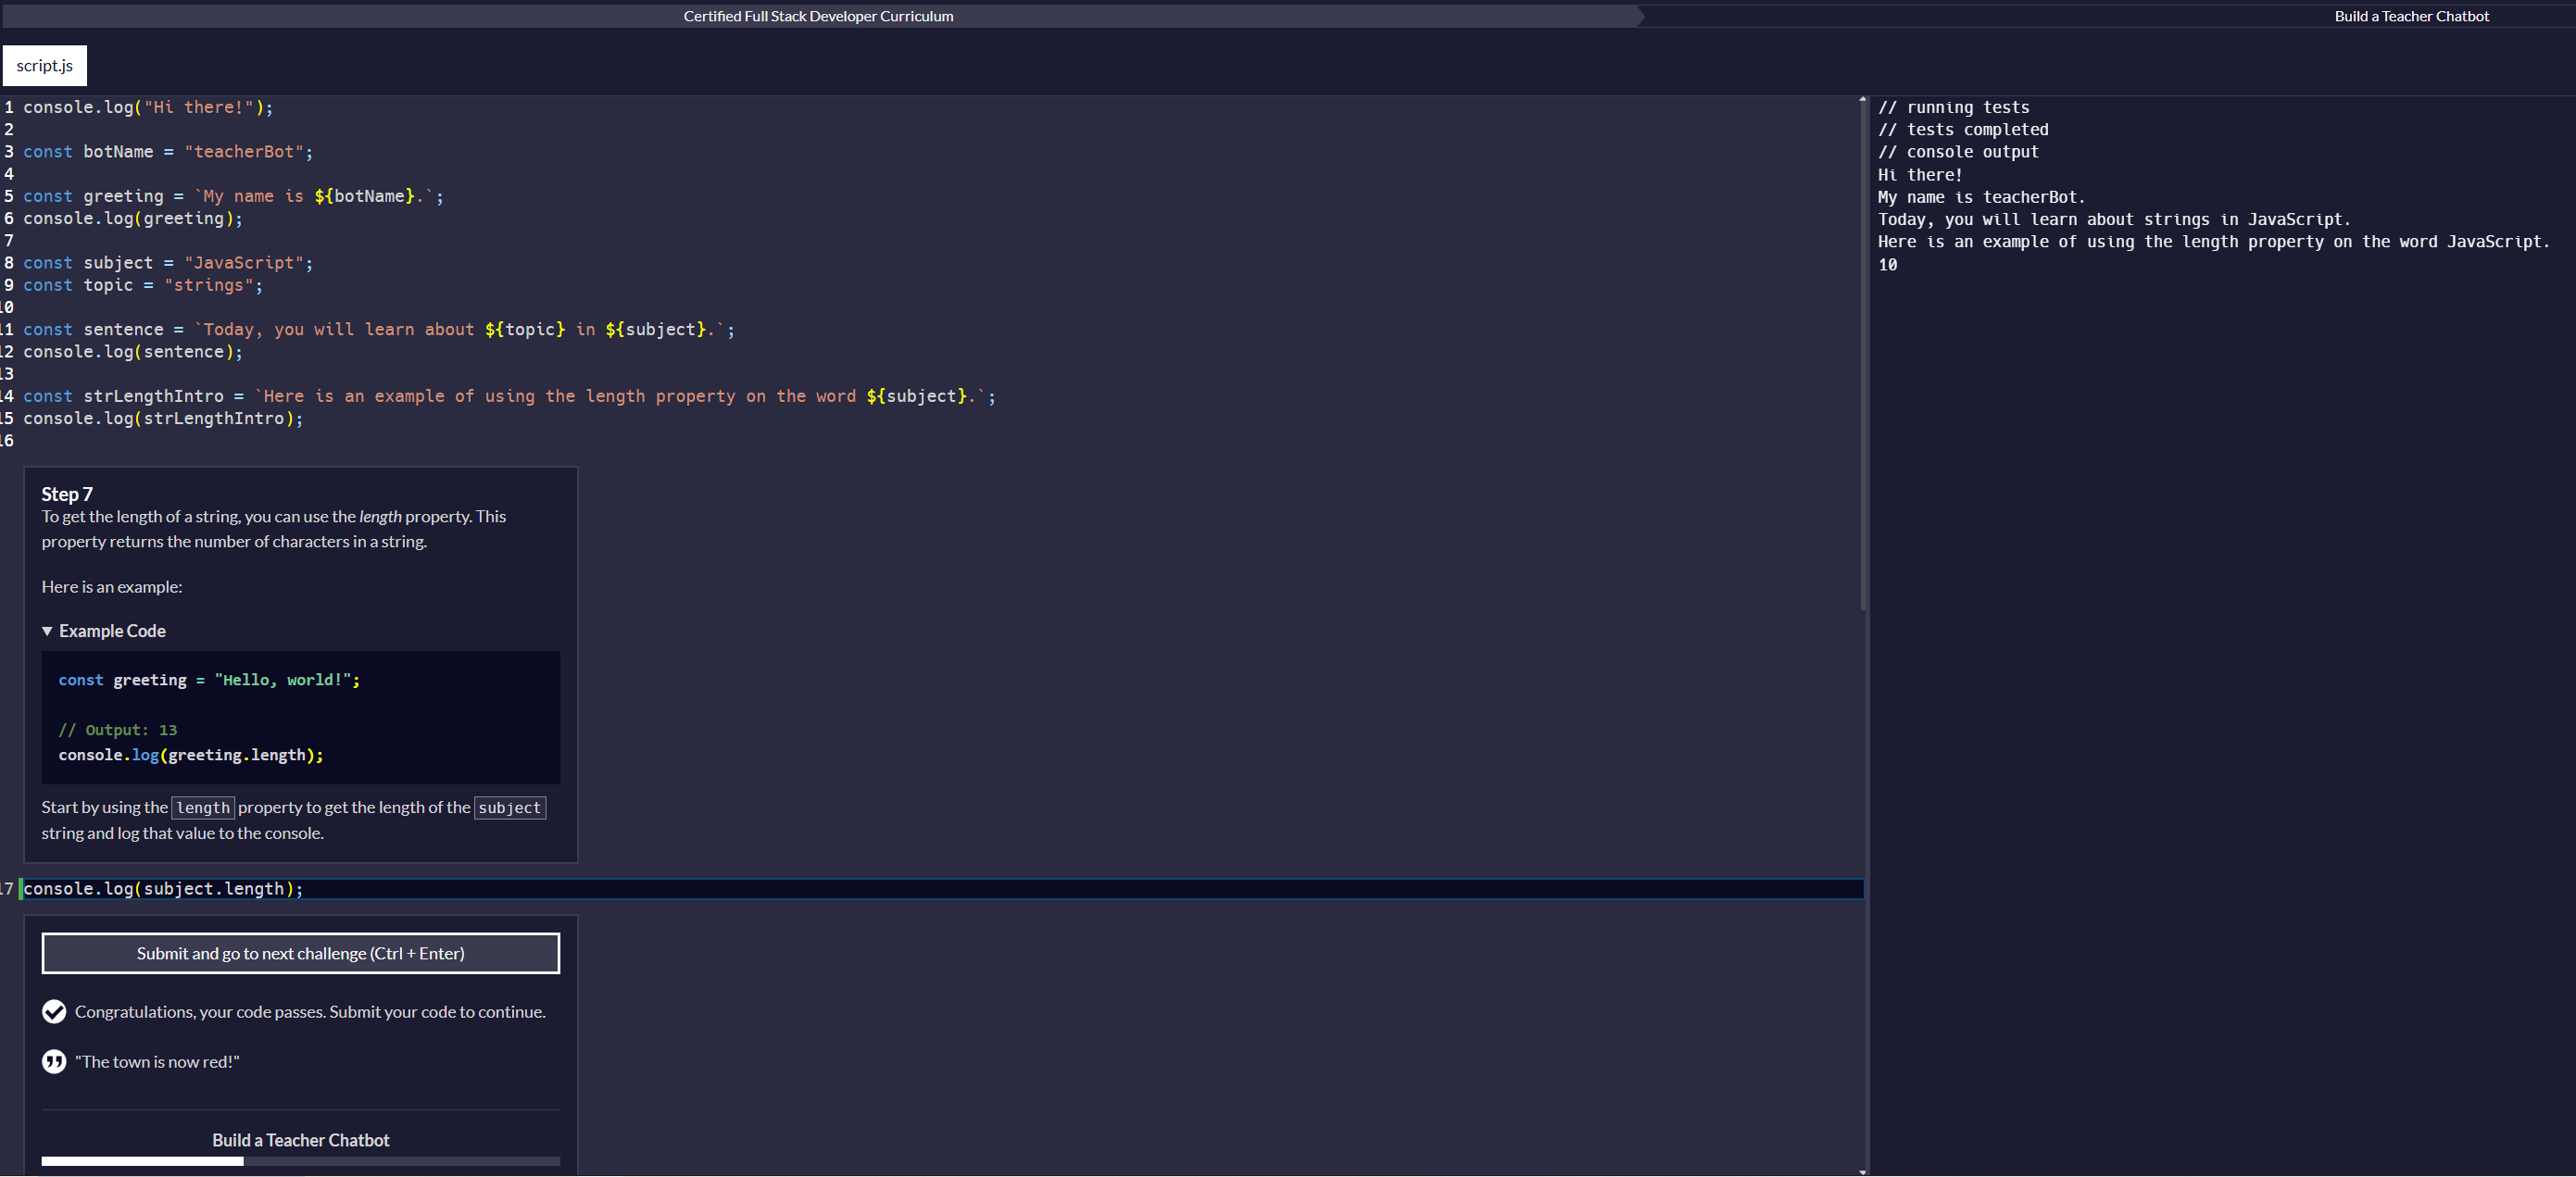 Certified Full Stack Developer Curriculum
Build a Teacher Chatbot
script.js
1 console.log("Hi there!");
2
3 const botName = "teacherBot";
4
5 const greeting = `My name is ${botName}.`;
6 console.log(greeting);
7
8 const subject = "JavaScript";
9 const topic = "strings";
10
11 const sentence = `Today, you will learn about ${topic} in ${subject}.`;
12 console.log(sentence);
13
14 const strLengthIntro = `Here is an example of using the length property on the word ${subject}.`;
15 console.log(strLengthIntro);
16
Step 7
To get the length of a string, you can use the length property. This
property returns the number of characters in a string.
Here is an example:
▼ Example Code
const greeting = "Hello, world!";
// Output: 13
console.log(greeting.length);
Start by using the length property to get the length of the subject
string and log that value to the console.
17 console.log(subject.length);
Submit and go to next challenge (Ctrl + Enter)
Congratulations, your code passes. Submit your code to continue.
"The town is now red!"
Build a Teacher Chatbot
// running tests
// tests completed
// console output
Hi there!
My name is teacherBot.
Today, you will learn about strings in JavaScript.
Here is an example of using the length property on the word JavaScript.
10